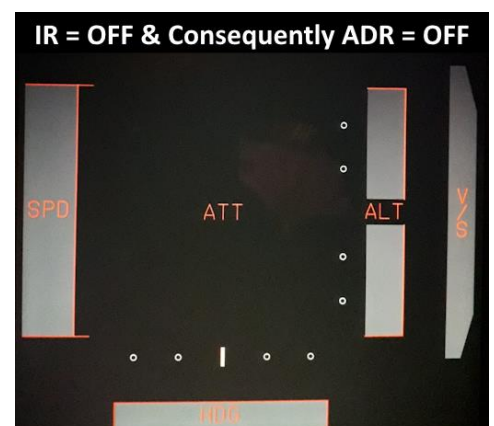 IR = OFF & Consequently ADR = OFF
SPD
ATT
ALT
V/S
HDG